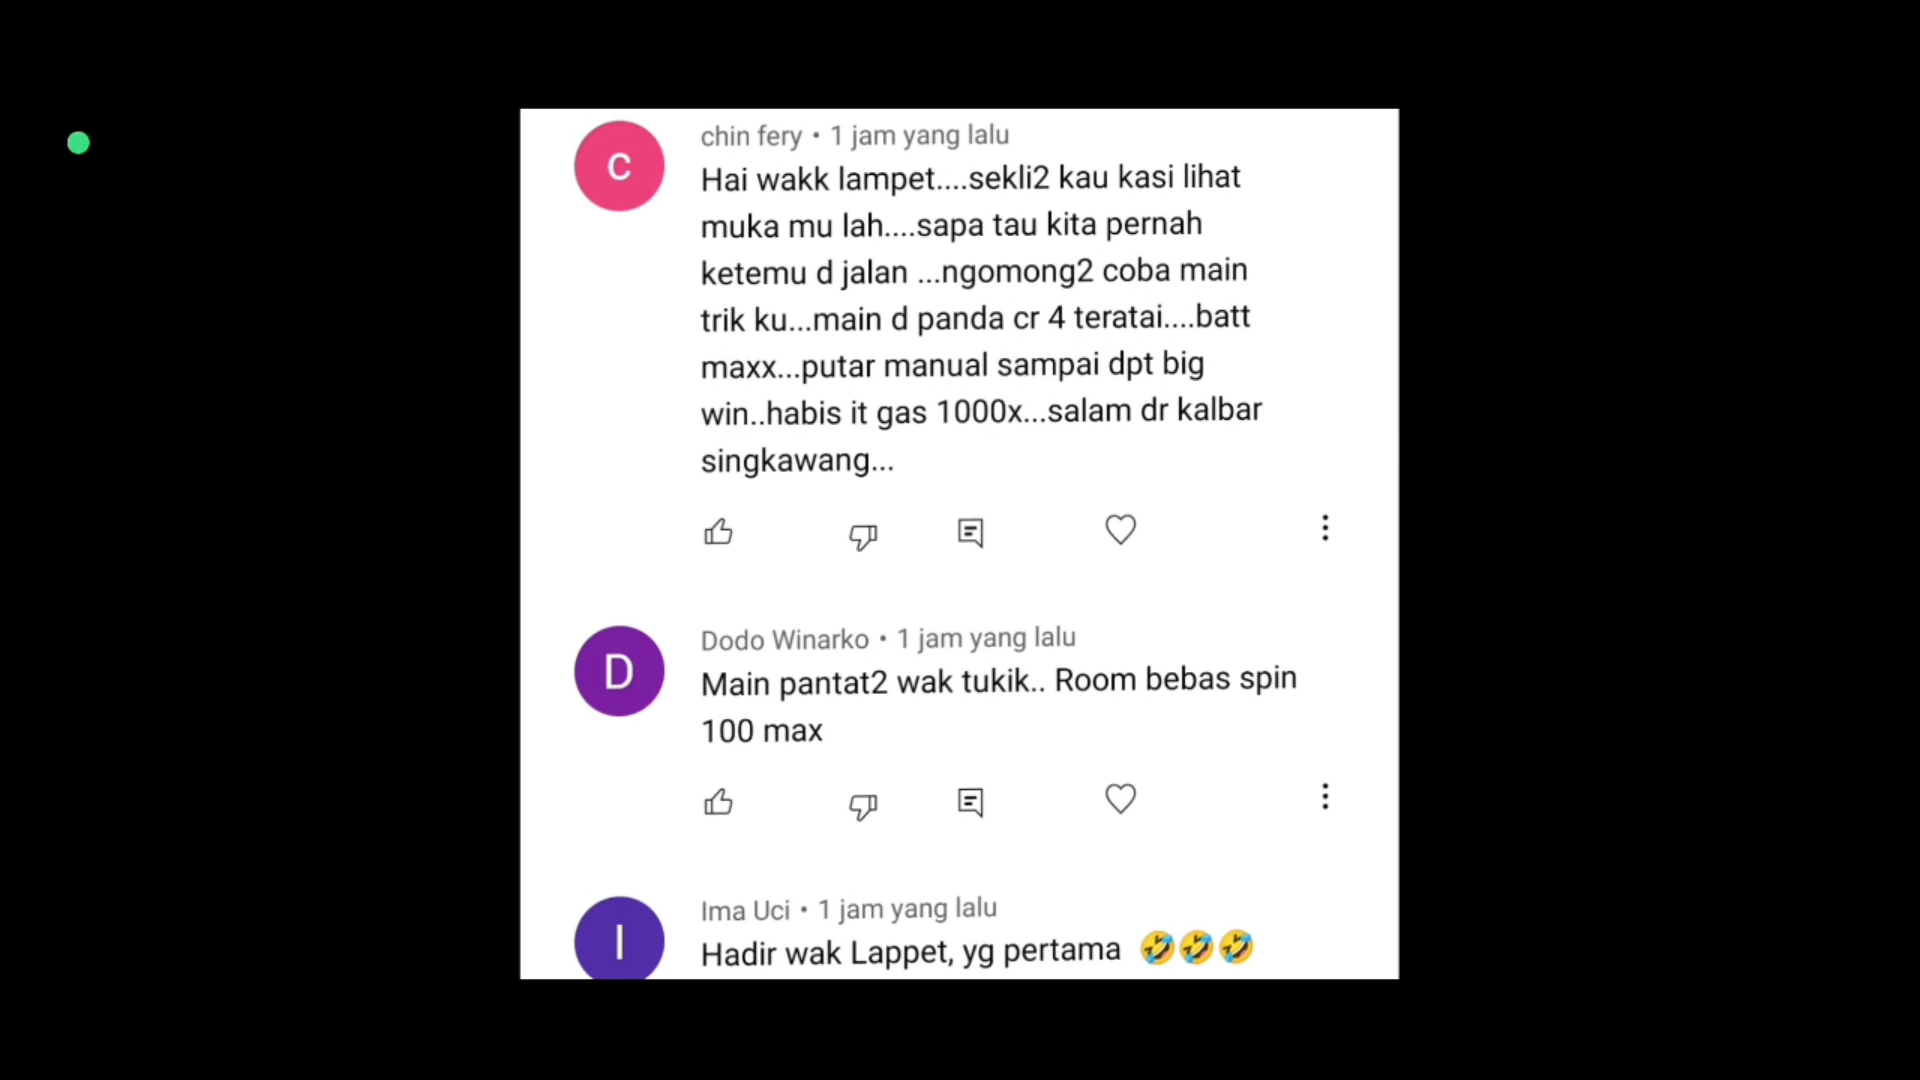 C
chin fery • 1 jam yang lalu
Hai wakk lampet....sekli2 kau kasi lihat
muka mu lah....sapa tau kita pernah
ketemu d jalan ...ngomong2 coba main
trik ku...main d panda cr 4 teratai....batt
maxx...putar manual sampai dpt big
win..habis it gas 1000x...salam dr kalbar
singkawang...
D
Dodo Winarko • 1 jam yang lalu
Main pantat2 wak tukik.. Room bebas spin
100 max
I
Ima Uci • 1 jam yang lalu
Hadir wak Lappet, yg pertama 🤣🤣🤣